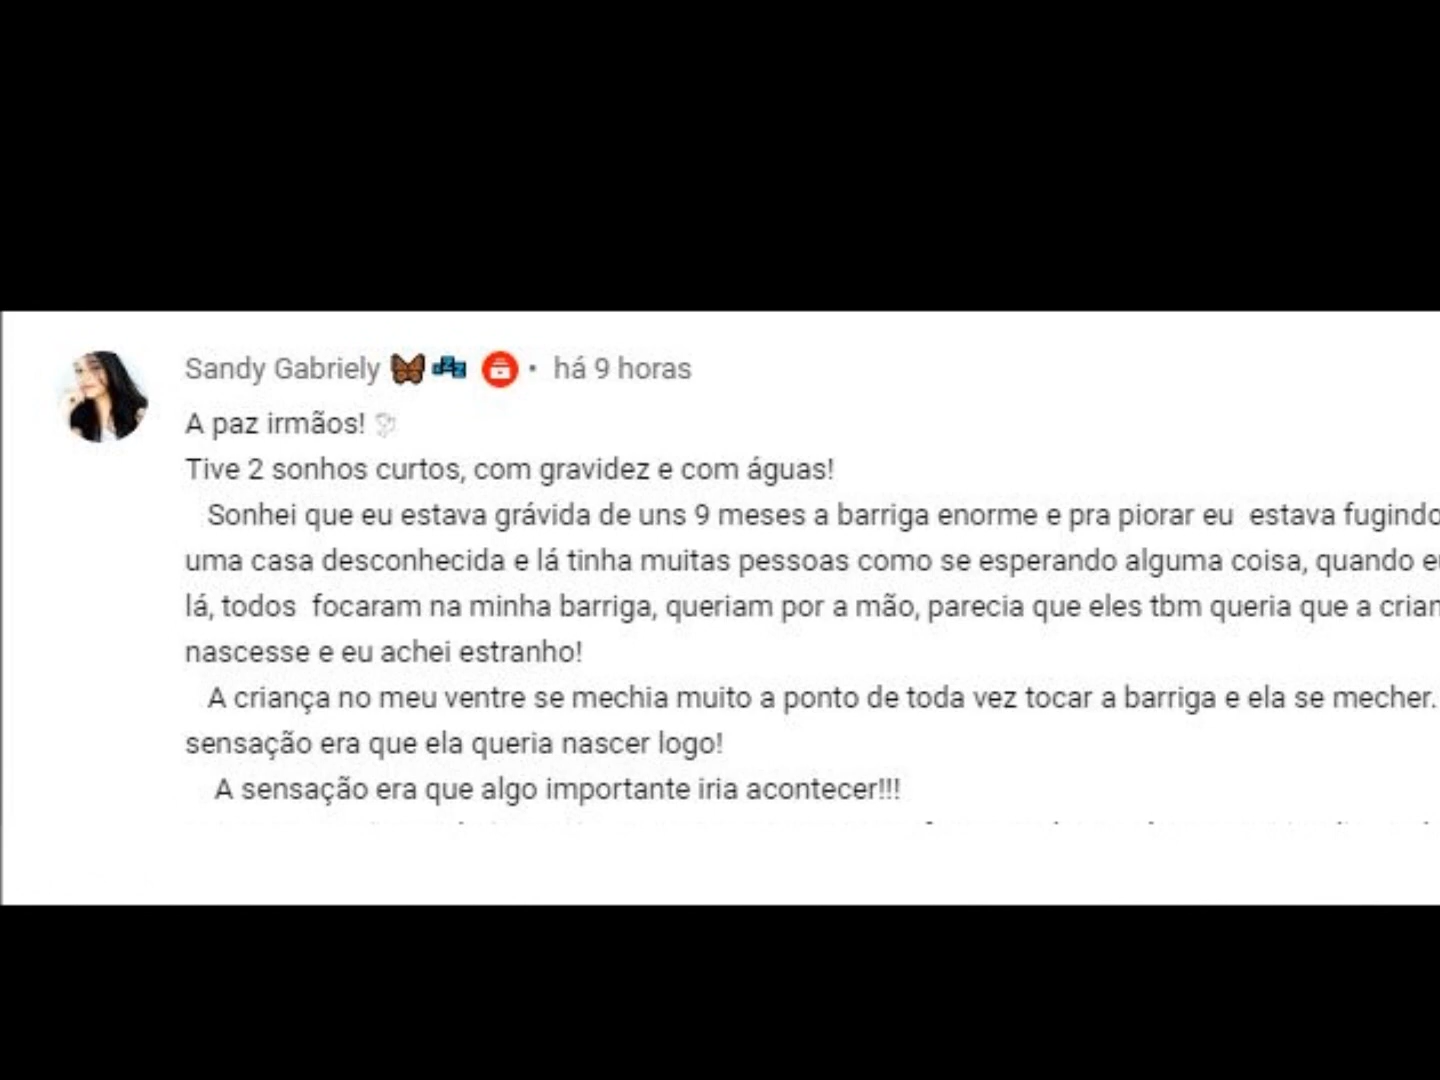 Sandy Gabriely 🦋💤 • há 9 horas
A paz irmãos! 🕊
Tive 2 sonhos curtos, com gravidez e com águas!
Sonhei que eu estava grávida de uns 9 meses a barriga enorme e pra piorar eu estava fugindo
uma casa desconhecida e lá tinha muitas pessoas como se esperando alguma coisa, quando
lá, todos focaram na minha barriga, queriam por a mão, parecia que eles tbm queria que a
nascesse e eu achei estranho!
A criança no meu ventre se mechia muito a ponto de toda vez tocar a barriga e ela se mecher.
sensação era que ela queria nascer logo!
A sensação era que algo importante iria acontecer!!!